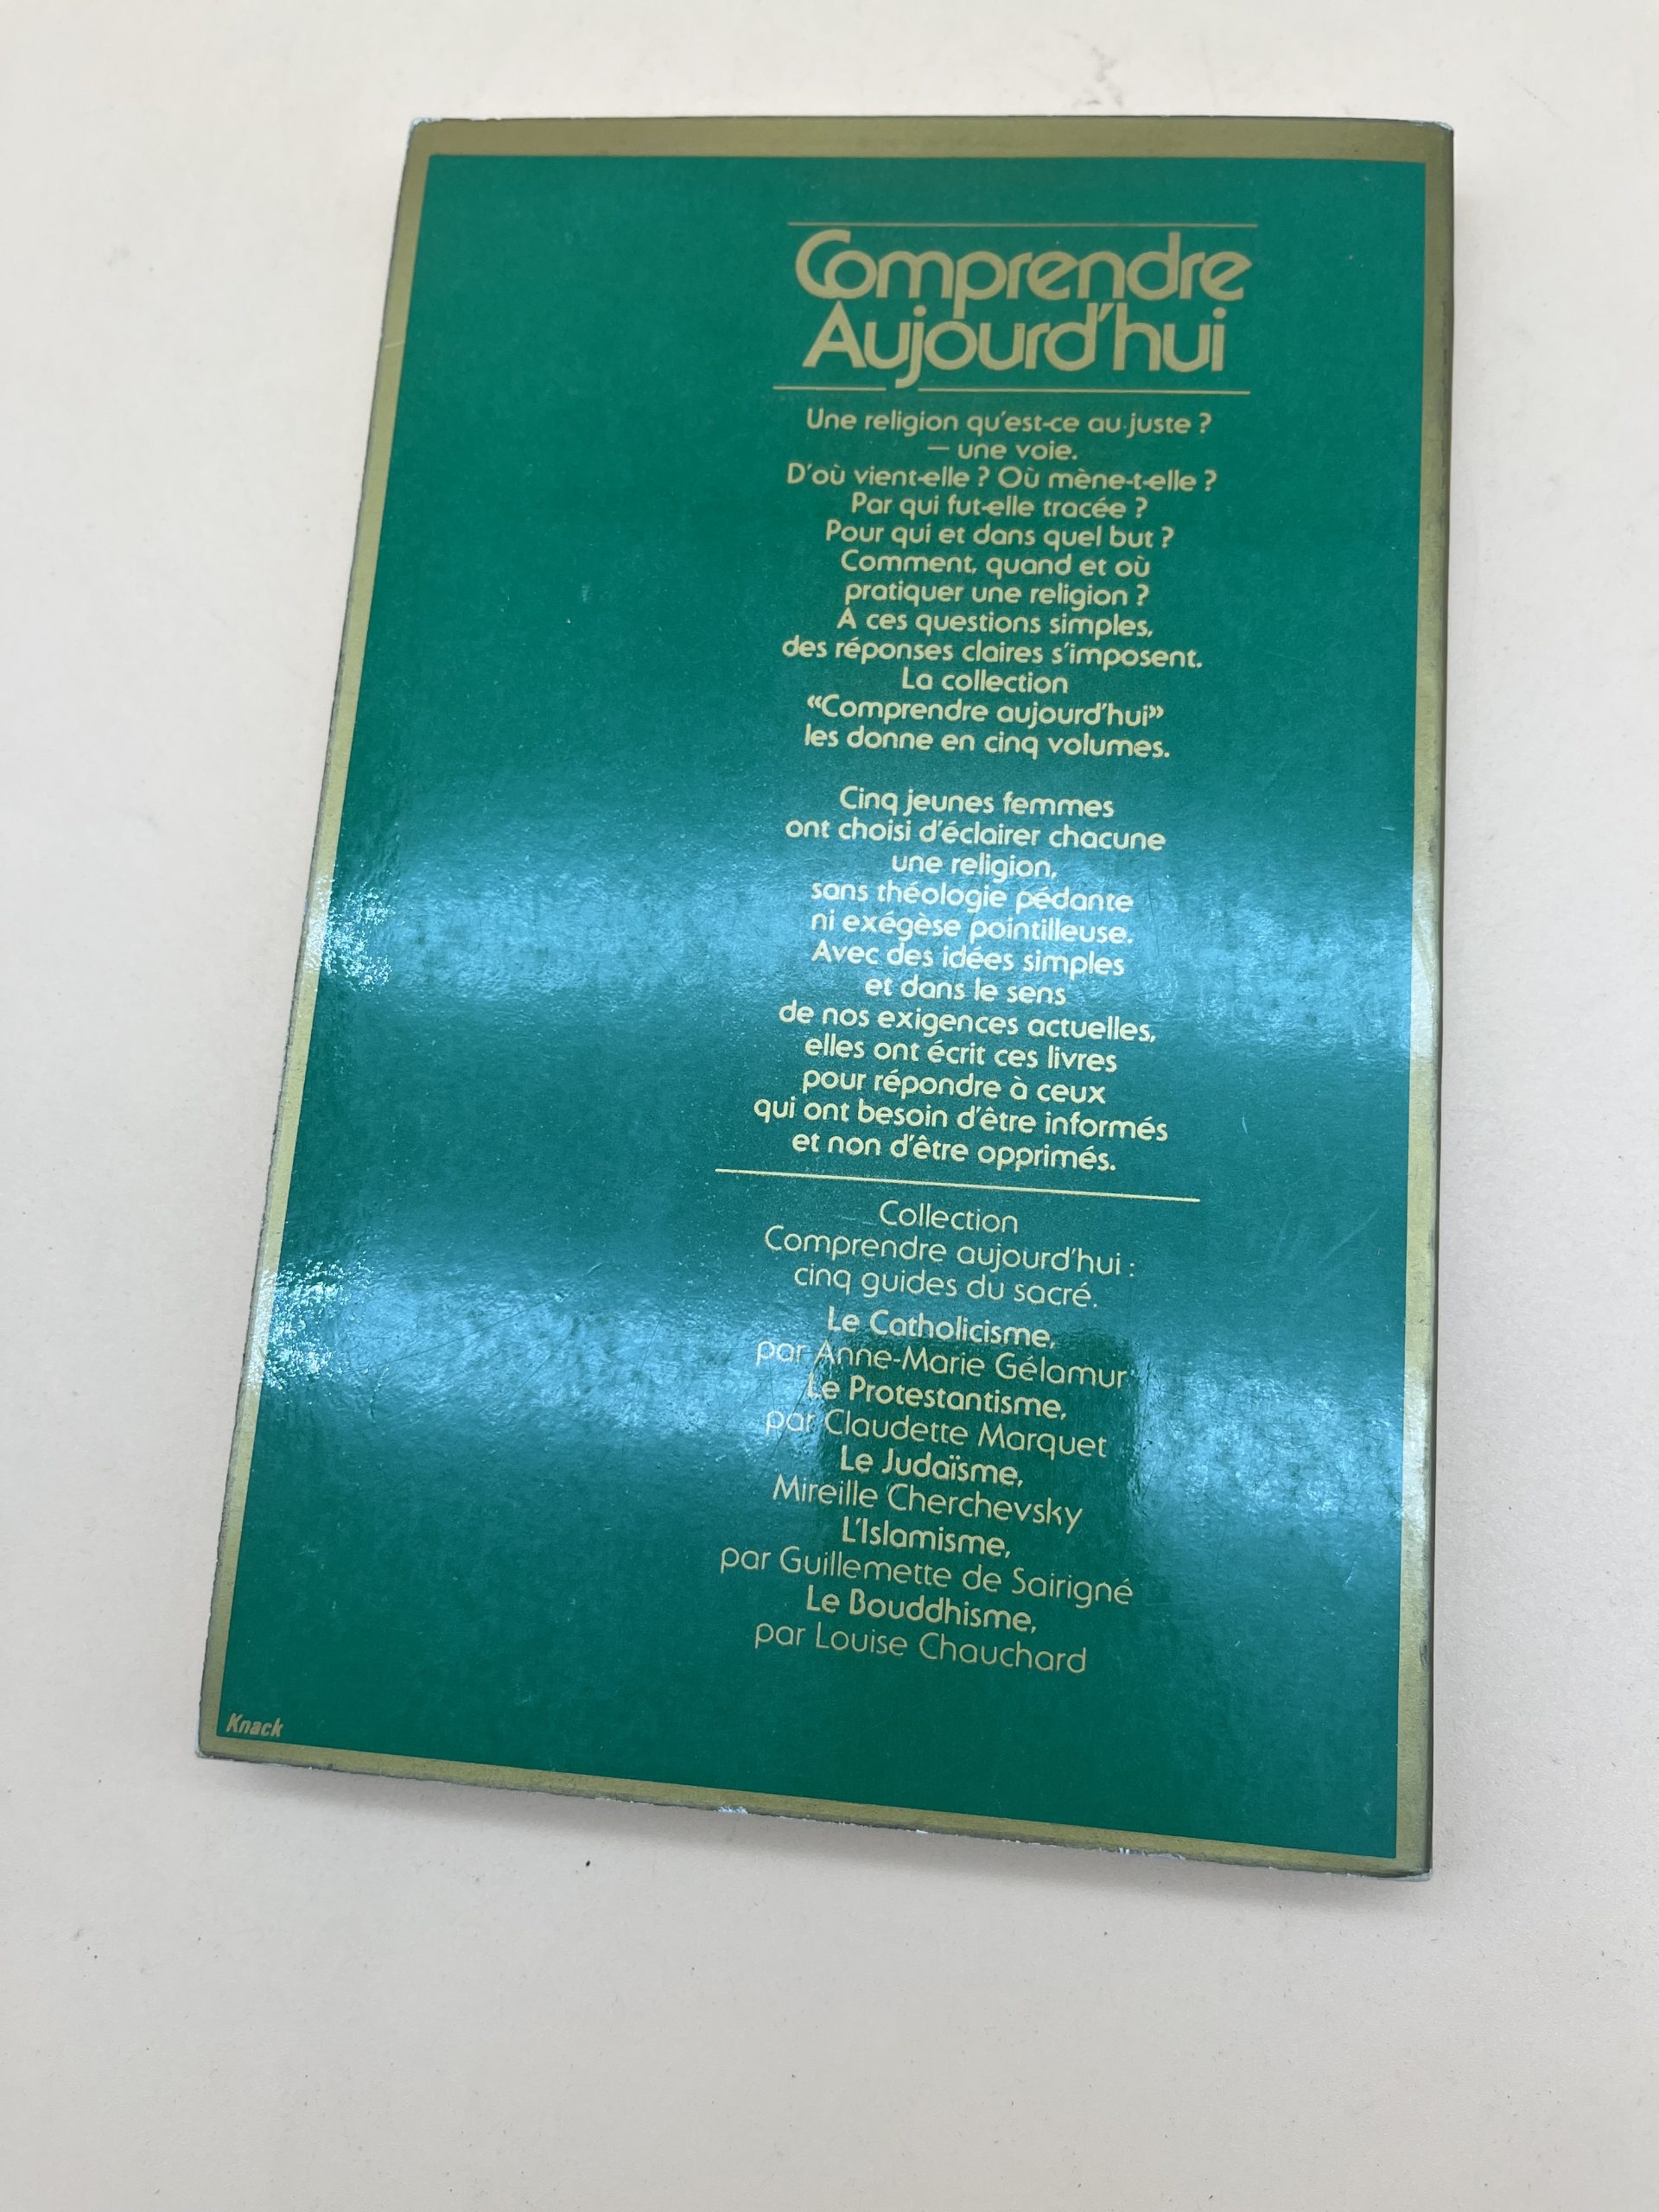 Comprendre
Aujourd'hui
Une religion qu'est-ce au juste ?
— une voie.
D'où vient-elle ? Où mène-t-elle ?
Par qui fut-elle tracée ?
Pour qui et dans quel but ?
Comment, quand et où
pratiquer une religion ?
À ces questions simples,
des réponses claires s'imposent.
La collection
«Comprendre aujourd'hui»
les donne en cinq volumes.
Cinq jeunes femmes
ont choisi d'éclairer chacune
une religion,
sans théologie pédante
ni exégèse pointilleuse.
Avec des idées simples
et dans le sens
de nos exigences actuelles,
elles ont écrit ces livres
pour répondre à ceux
qui ont besoin d'être informés
et non d'être opprimés.
Collection
Comprendre aujourd'hui :
cinq guides du sacré.
Le Catholicisme,
par Anne-Marie Gélamur
Le Protestantisme,
par Claudette Marquet
Le Judaïsme,
Mireille Cherchevsky
L'Islamisme,
par Guillemette de Sairigné
Le Bouddhisme,
par Louise Chauchard
Knack